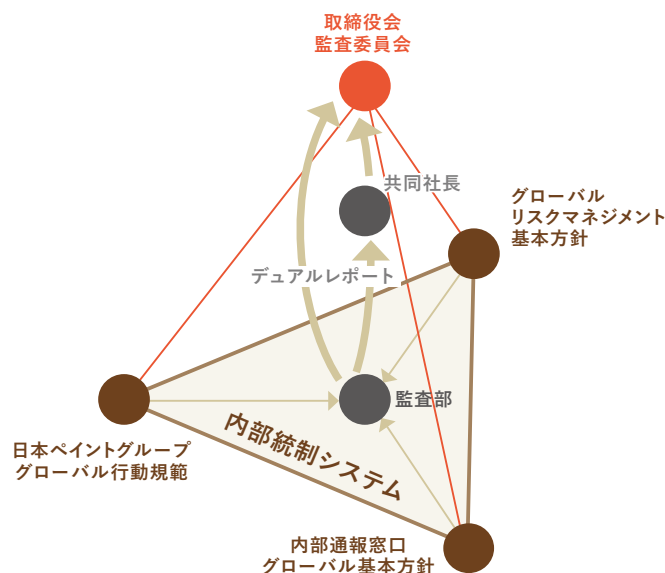 取締役会
監査委員会
共同社長
グローバル
リスクマネジメント
基本方針
デュアルレポート
監査部
内部統制システム
日本ペイントグループ
グローバル行動規範
内部通報窓口
グローバル基本方針